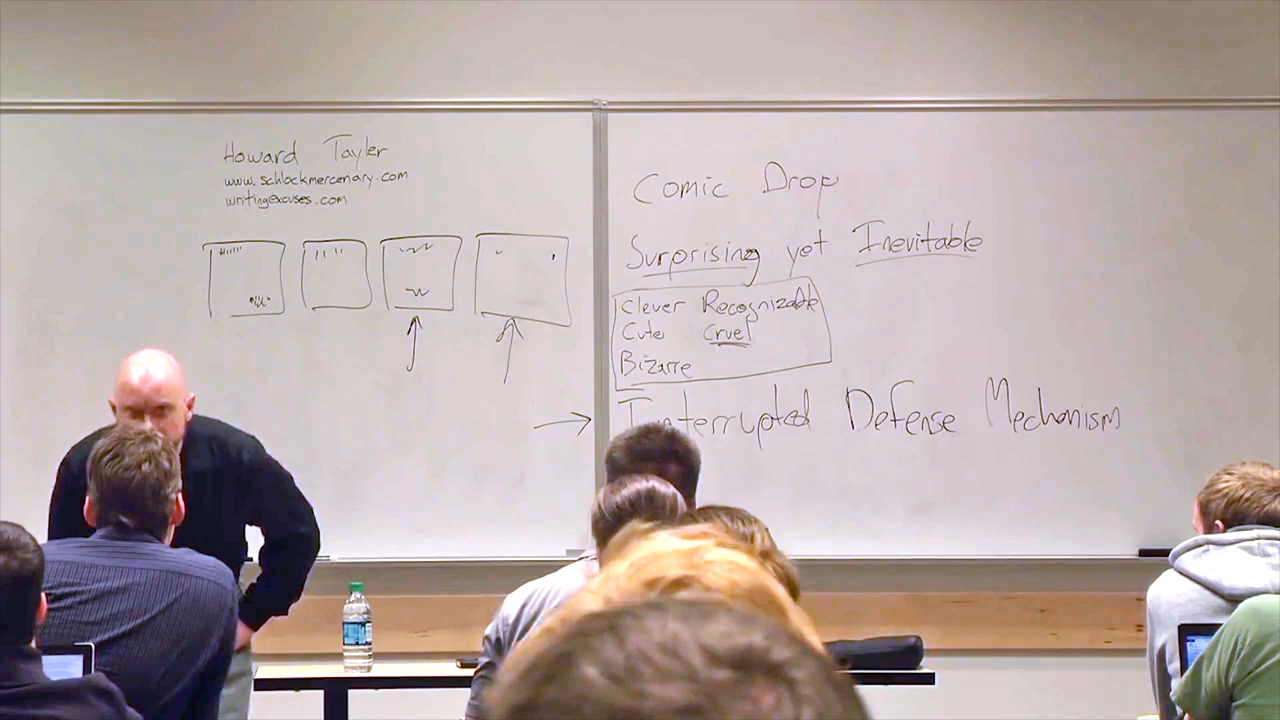 Howard Tayler
www.schlockmercenary.com
writingexcuses.com
Comic Drop
Surprising yet Inevitable
Clever Recognizable
Cute Cruel
Bizarre
Interrupted Defense Mechanism